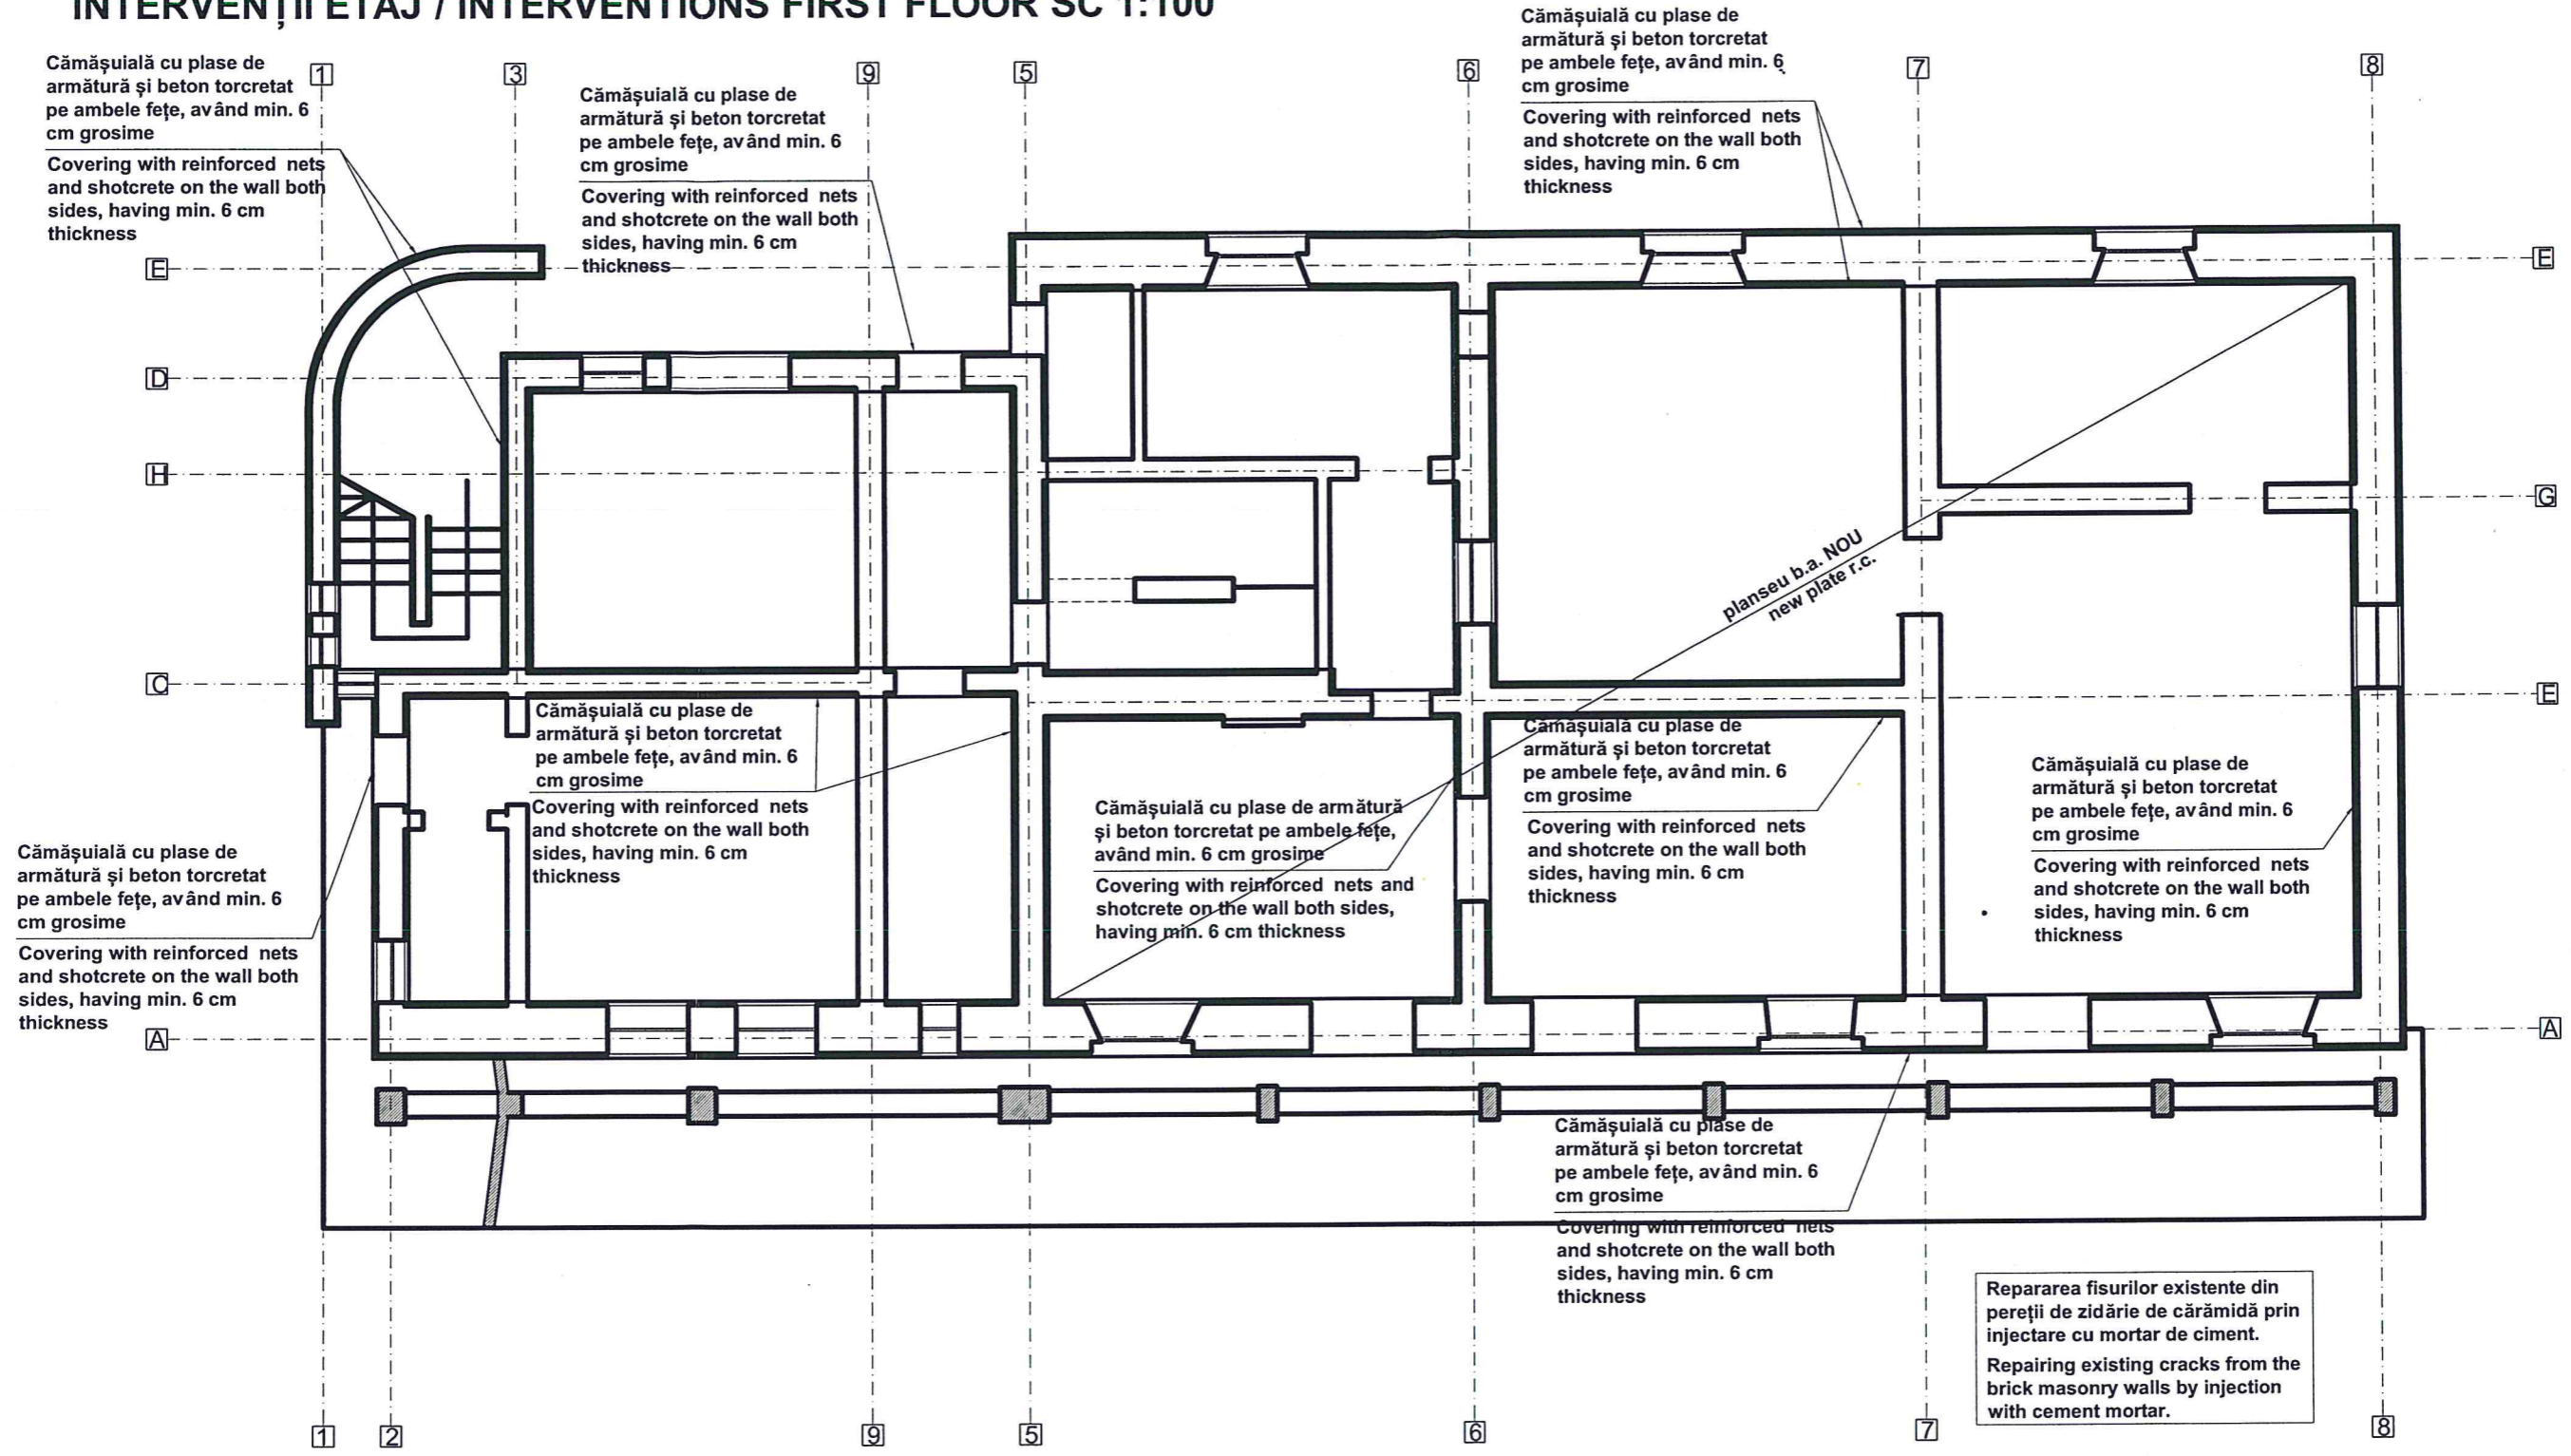 INTERVENȚII ETAJ / INTERVENTIONS FIRST FLOOR SC 1:100
Cămășuială cu plase de
armătură și beton torcretat
pe ambele fețe, având min. 6
cm grosime
Covering with reinforced nets
and shotcrete on the wall both
sides, having min. 6 cm
thickness
Cămășuială cu plase de
armătură și beton torcretat
pe ambele fețe, având min. 6
cm grosime
Covering with reinforced nets
and shotcrete on the wall both
sides, having min. 6 cm
thickness
Cămășuială cu plase de
armătură și beton torcretat
pe ambele fețe, având min. 6
cm grosime
Covering with reinforced nets
and shotcrete on the wall both
sides, having min. 6 cm
thickness
1
3
9
5
6
7
8
E
E
D
H
G
planseu b.a. NOU
new plate r.c.
C
E
Cămășuială cu plase de
armătură și beton torcretat
pe ambele fețe, având min. 6
cm grosime
Covering with reinforced nets
and shotcrete on the wall both
sides, having min. 6 cm
thickness
Cămășuială cu plase de armătură
și beton torcretat pe ambele fețe,
având min. 6 cm grosime
Covering with reinforced nets and
shotcrete on the wall both sides,
having min. 6 cm thickness
Cămășuială cu plase de
armătură și beton torcretat
pe ambele fețe, având min. 6
cm grosime
Covering with reinforced nets
and shotcrete on the wall both
sides, having min. 6 cm
thickness
Cămășuială cu plase de
armătură și beton torcretat
pe ambele fețe, având min. 6
cm grosime
Covering with reinforced nets
and shotcrete on the wall both
sides, having min. 6 cm
thickness
Cămășuială cu plase de
armătură și beton torcretat
pe ambele fețe, având min. 6
cm grosime
Covering with reinforced nets
and shotcrete on the wall both
sides, having min. 6 cm
thickness
A
A
Cămășuială cu plase de
armătură și beton torcretat
pe ambele fețe, având min. 6
cm grosime
Covering with reinforced nets
and shotcrete on the wall both
sides, having min. 6 cm
thickness
Repararea fisurilor existente din
pereții de zidărie de cărămidă prin
injectare cu mortar de ciment.
Repairing existing cracks from the
brick masonry walls by injection
with cement mortar.
1
2
9
5
6
7
8